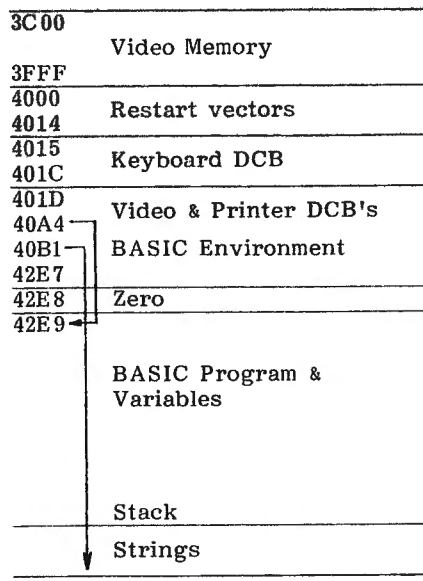 3C00
Video Memory
3FFF
4000
Restart vectors
4014
4015
Keyboard DCB
401C
401D
Video & Printer DCB's
40A4
40B1 BASIC Environment
42E7
42E8 Zero
42E9
BASIC Program &
Variables
Stack
Strings